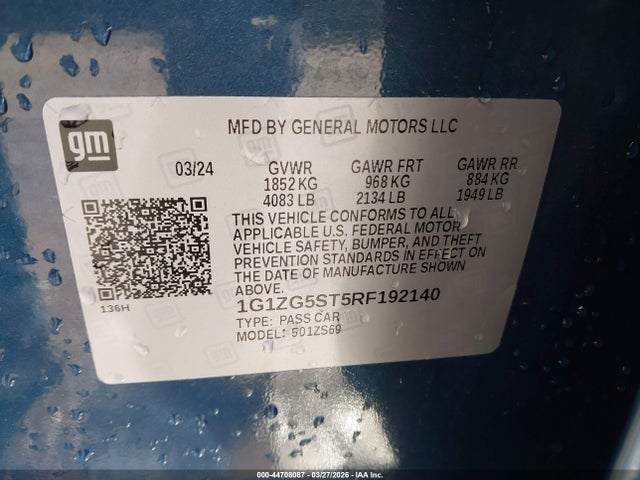 gm
MFD BY GENERAL MOTORS LLC
03/24 GVWR GAWR FRT GAWR RR
1852 KG 968 KG 884 KG
4083 LB 2134 LB 1949 LB
THIS VEHICLE CONFORMS TO ALL
APPLICABLE U.S. FEDERAL MOTOR
VEHICLE SAFETY, BUMPER, AND THEFT
PREVENTION STANDARDS IN EFFECT ON
THE DATE OF MANUFACTURE SHOWN
ABOVE.
136H
1G1ZG5ST5RF192140
TYPE: PASS CAR
MODEL: 501ZS69
000-44708087 - 03/27/2026 - IAA Inc.